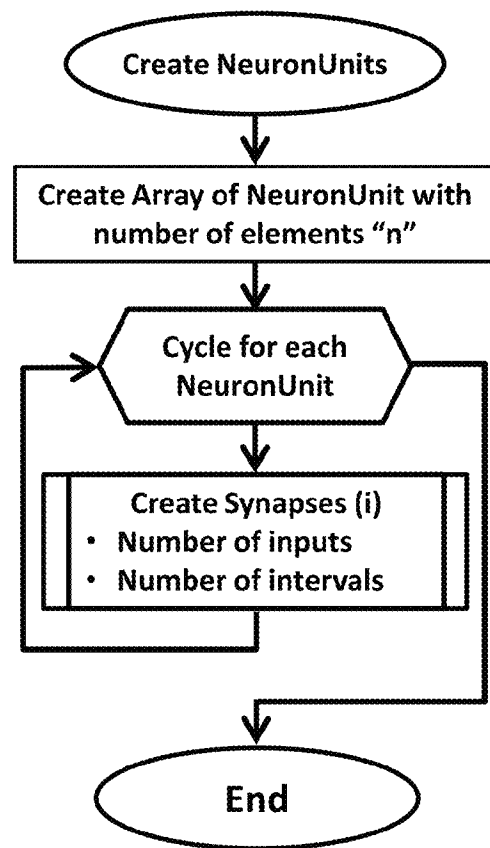 Create NeuronUnits
Create Array of NeuronUnit with
number of elements “n”
Cycle for each
NeuronUnit
Create Synapses (i)
• Number of inputs
• Number of intervals
End